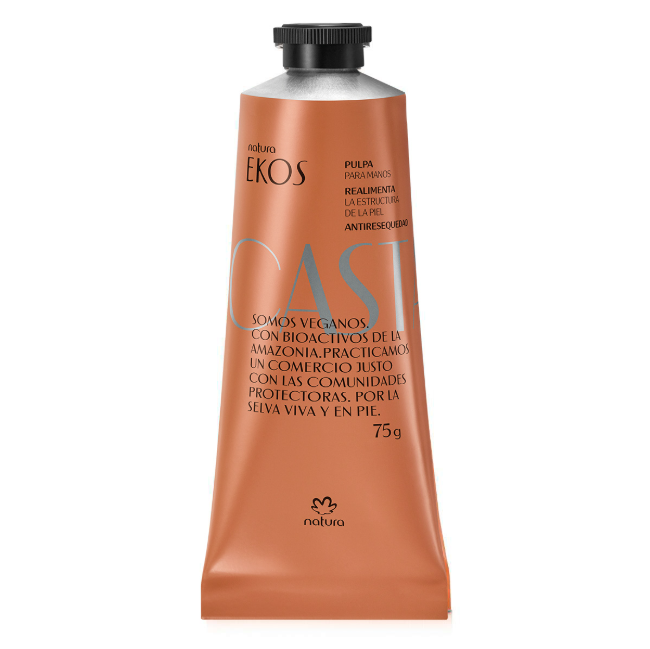 natura
EKOS
PULPA
PARA MANOS
REALIMENTA
LA ESTRUCTURA
DE LA PIEL
ANTIRESEQUEDAD
CAST
SOMOS VEGANOS.
CON BIOACTIVOS DE LA
AMAZONIA.PRACTICAMOS
UN COMERCIO JUSTO
CON LAS COMUNIDADES
PROTECTORAS. POR LA
SELVA VIVA Y EN PIE.
75g
natura